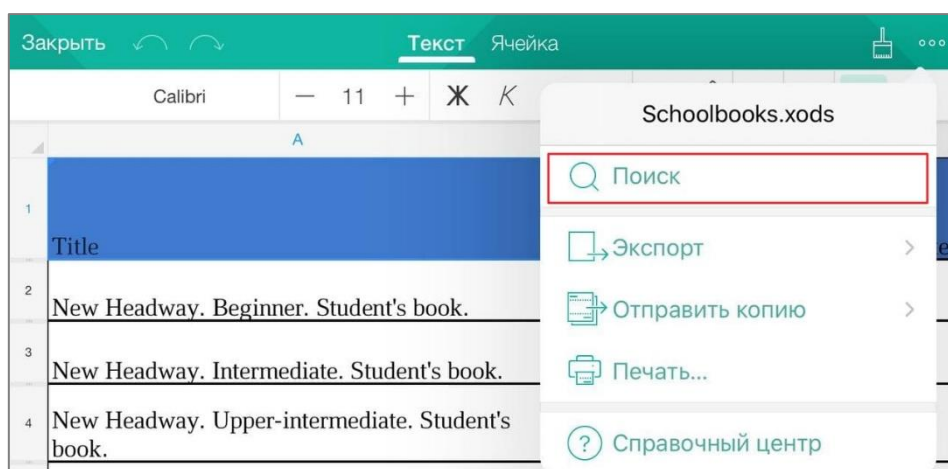 Закрыть Текст Ячейка
Calibri — 11 + Ж К
Schoolbooks.xods
A
Поиск
1
Title
Экспорт
2
New Headway. Beginner. Student's book.
Отправить копию
3
New Headway. Intermediate. Student's book.
Печать...
4
New Headway. Upper-intermediate. Student's
book.
Справочный центр